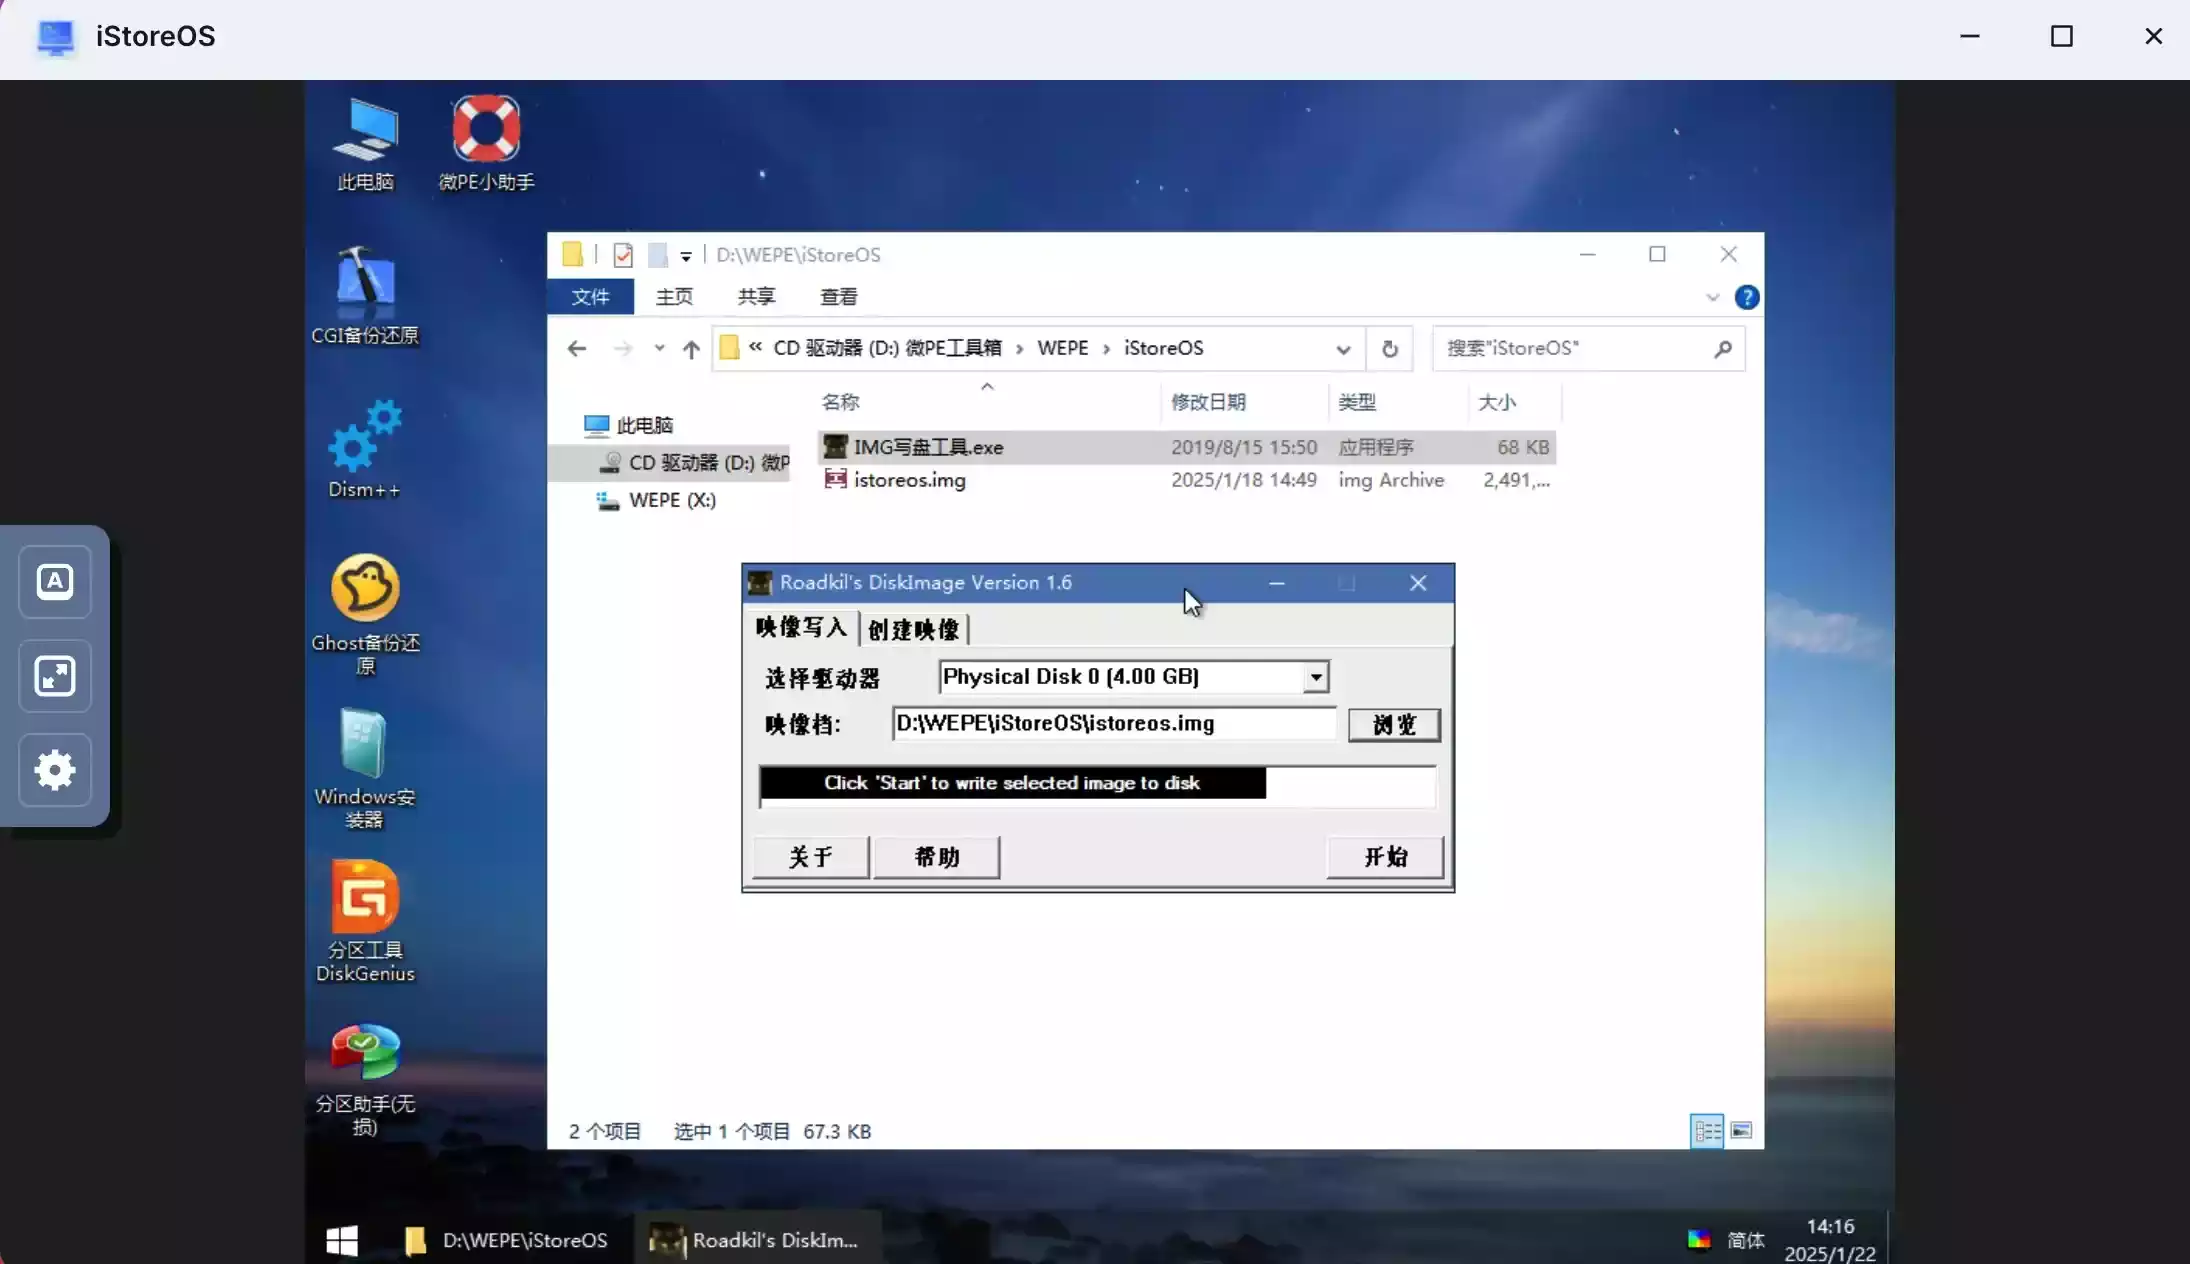 iStoreOS
此电脑
微PE小助手
CGI备份还原
Dism++
Ghost备份还
原
Windows安
装器
分区工具
DiskGenius
分区助手(无
损)
A
D:\WEPE\iStoreOS
文件 主页 共享 查看
?
« CD 驱动器 (D:) 微PE工具箱 › WEPE › iStoreOS
搜索"iStoreOS"
名称 修改日期 类型 大小
此电脑
CD 驱动器 (D:) 微P
WEPE (X:)
IMG写盘工具.exe 2019/8/15 15:50 应用程序 68 KB
istoreos.img 2025/1/18 14:49 img Archive 2,491,...
Roadkil's DiskImage Version 1.6
映像写入 创建映像
选择驱动器 Physical Disk 0 (4.00 GB)
映像档: D:\WEPE\iStoreOS\istoreos.img 浏览
Click 'Start' to write selected image to disk
关于 帮助 开始
2 个项目 选中 1 个项目 67.3 KB
D:\WEPE\iStoreOS
Roadkil's DiskIm...
简体
14:16
2025/1/22